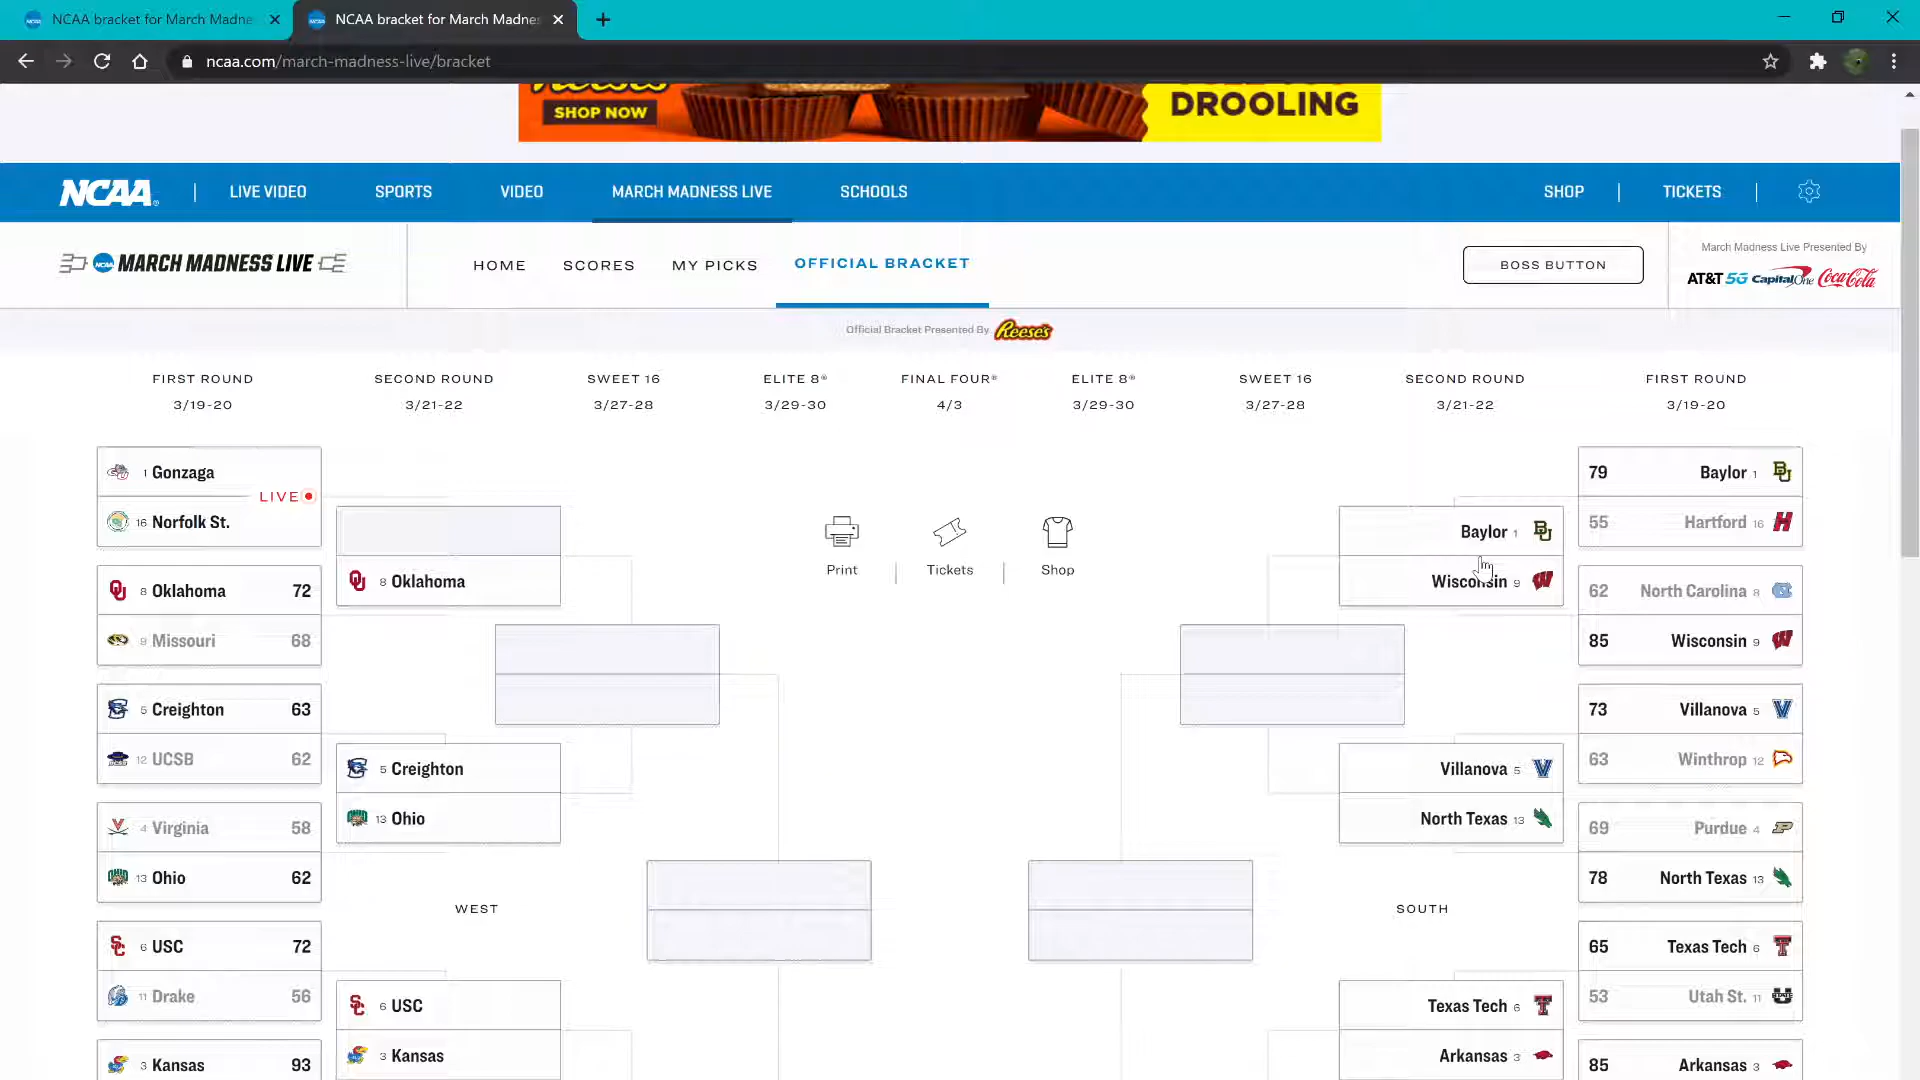 NCAA bracket for March Madne
NCAA bracket for March Madne
ncaa.com/march-madness-live/bracket
Reese's
SHOP NOW
DROOLING
NCAA
LIVE VIDEO
SPORTS
VIDEO
MARCH MADNESS LIVE
SCHOOLS
SHOP
TICKETS
NCAA MARCH MADNESS LIVE
HOME
SCORES
MY PICKS
OFFICIAL BRACKET
BOSS BUTTON
March Madness Live Presented By
AT&T 5G Capital One Coca-Cola
Official Bracket Presented By Reese's
FIRST ROUND
3/19-20
SECOND ROUND
3/21-22
SWEET 16
3/27-28
ELITE 8®
3/29-30
FINAL FOUR®
4/3
ELITE 8®
3/29-30
SWEET 16
3/27-28
SECOND ROUND
3/21-22
FIRST ROUND
3/19-20
1 Gonzaga
LIVE
16 Norfolk St.
8 Oklahoma 72
9 Missouri 68
5 Creighton 63
12 UCSB 62
4 Virginia 58
13 Ohio 62
6 USC 72
11 Drake 56
3 Kansas 93
8 Oklahoma
5 Creighton
13 Ohio
WEST
6 USC
3 Kansas
Print
Tickets
Shop
Baylor 1
Wisconsin 9
Villanova 5
North Texas 13
SOUTH
Texas Tech 6
Arkansas 3
79 Baylor 1
55 Hartford 16
62 North Carolina 8
85 Wisconsin 9
73 Villanova 5
63 Winthrop 12
69 Purdue 4
78 North Texas 13
65 Texas Tech 6
53 Utah St. 11
85 Arkansas 3